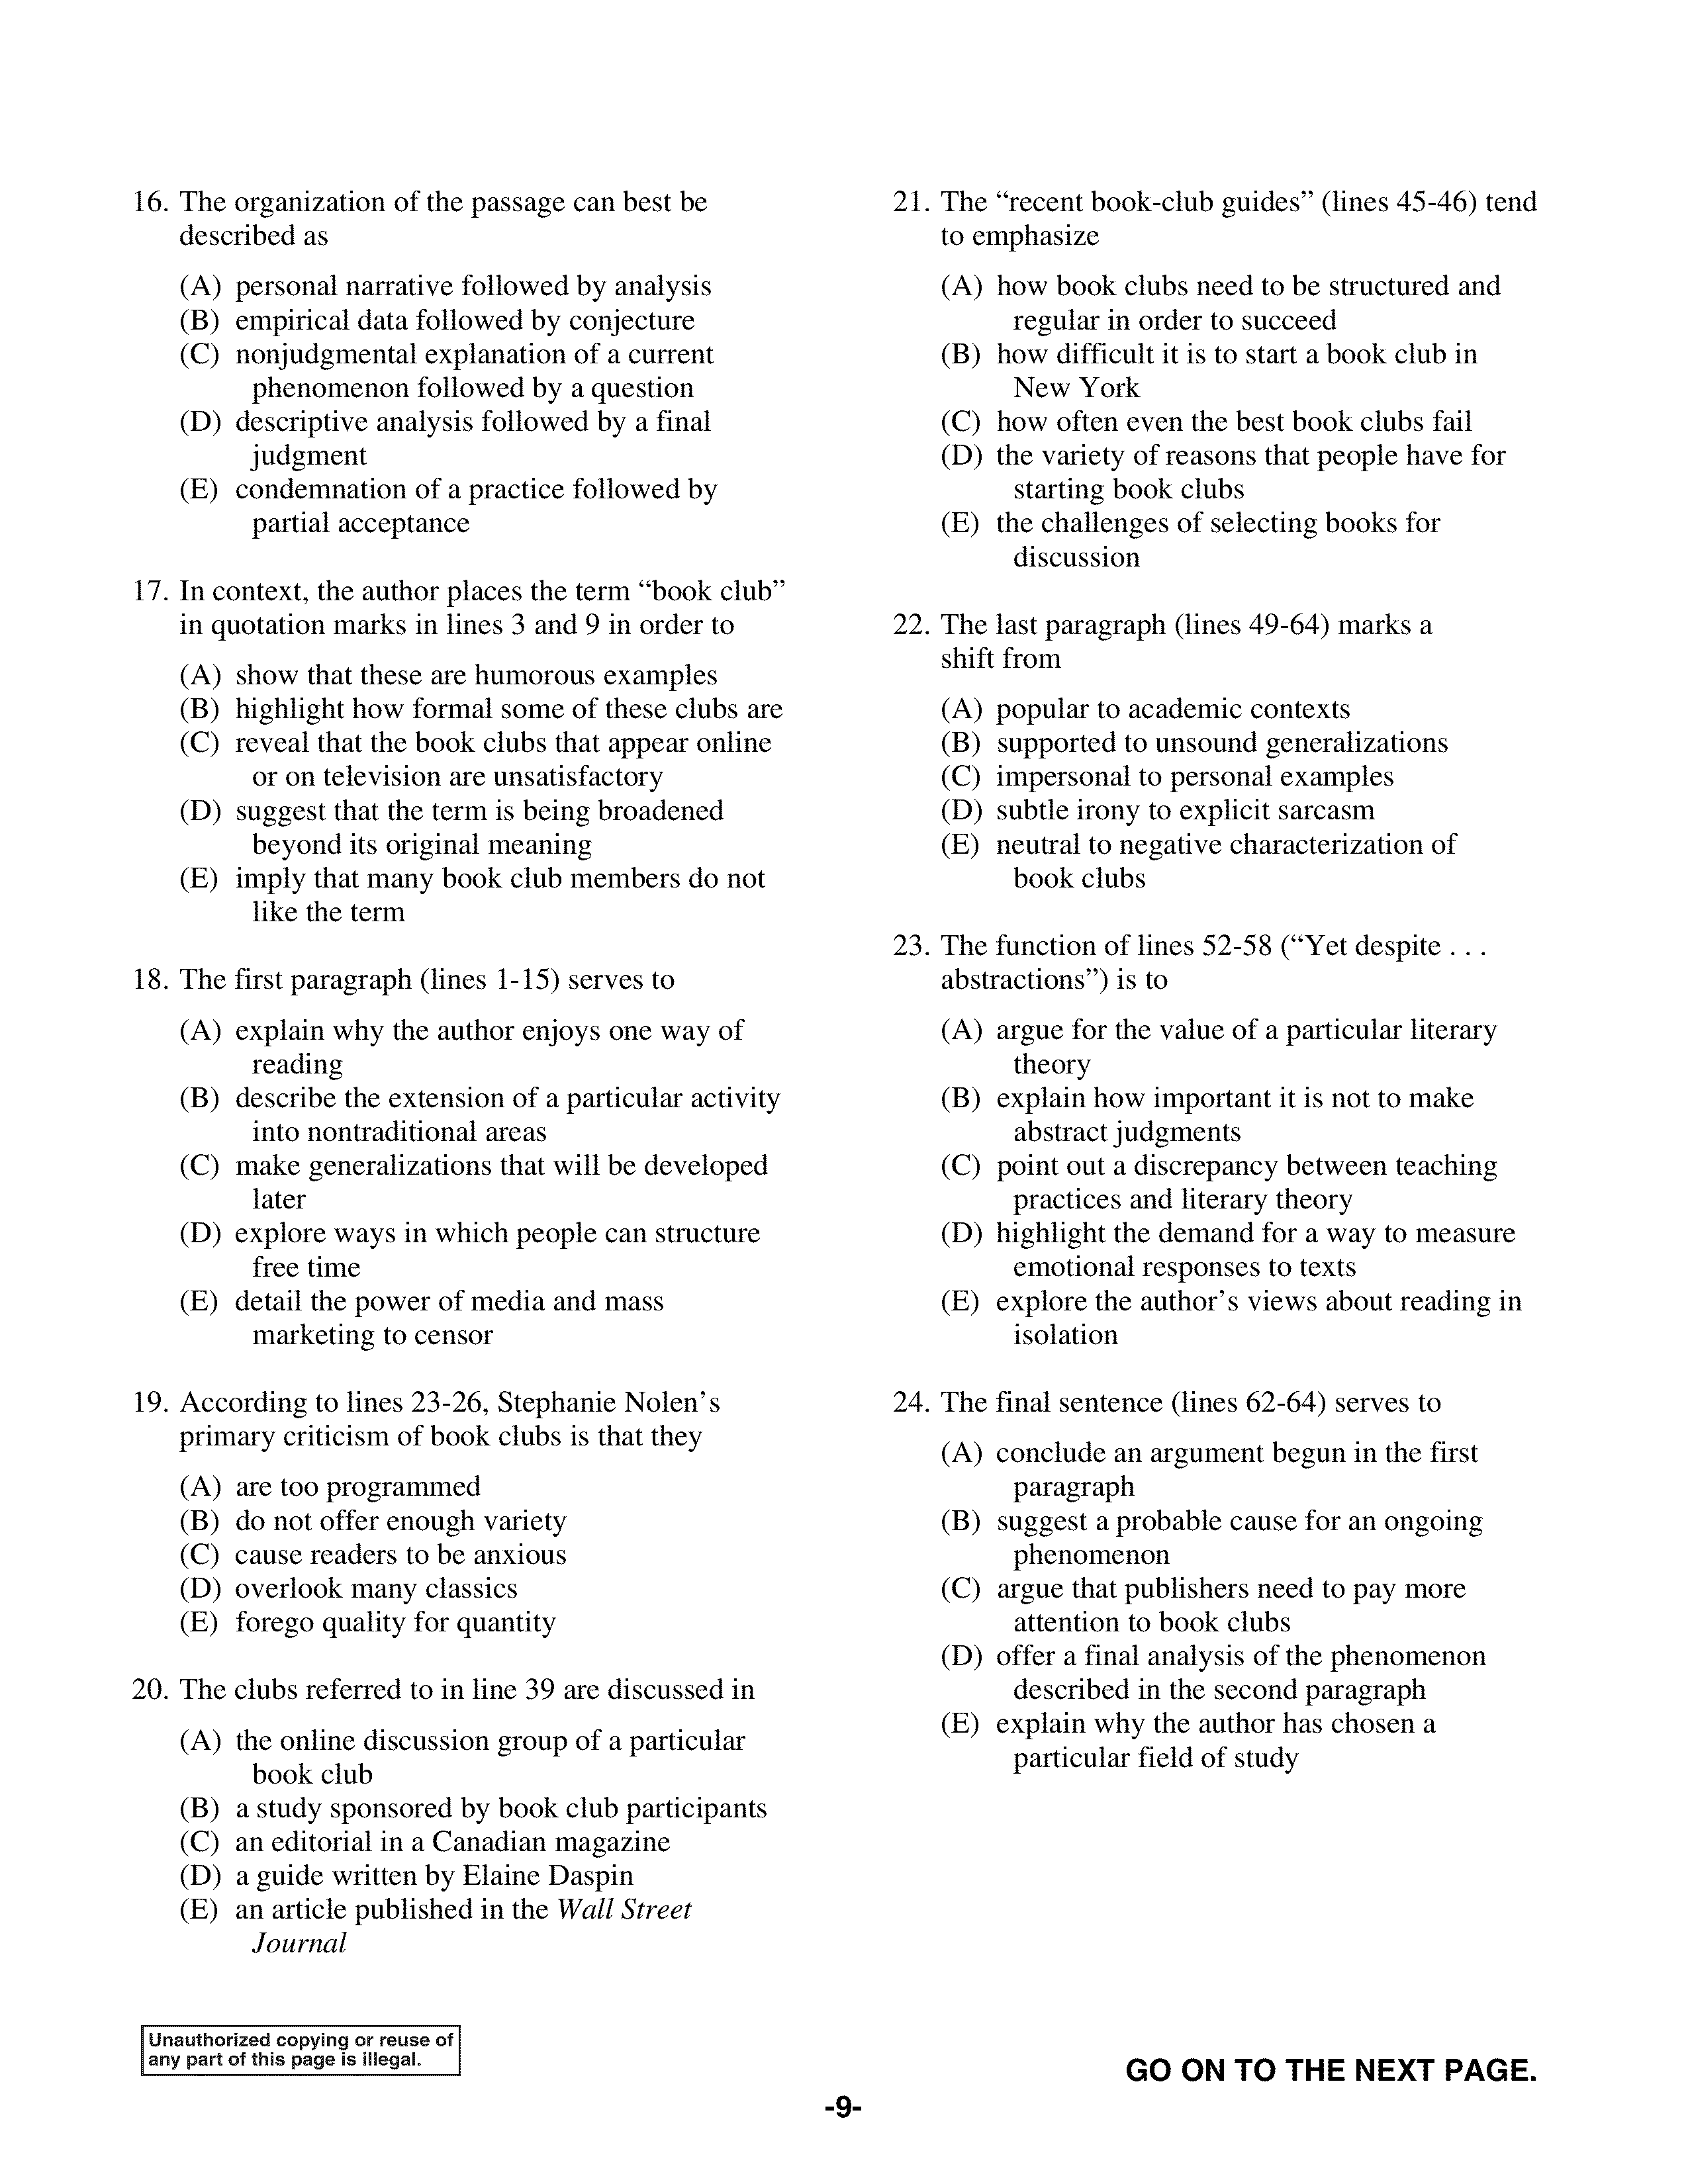 16. The organization of the passage can best be
described as
(A) personal narrative followed by analysis
(B) empirical data followed by conjecture
(C) nonjudgmental explanation of a current
phenomenon followed by a question
(D) descriptive analysis followed by a final
judgment
(E) condemnation of a practice followed by
partial acceptance
17. In context, the author places the term “book club”
in quotation marks in lines 3 and 9 in order to
(A) show that these are humorous examples
(B) highlight how formal some of these clubs are
(C) reveal that the book clubs that appear online
or on television are unsatisfactory
(D) suggest that the term is being broadened
beyond its original meaning
(E) imply that many book club members do not
like the term
18. The first paragraph (lines 1-15) serves to
(A) explain why the author enjoys one way of
reading
(B) describe the extension of a particular activity
into nontraditional areas
(C) make generalizations that will be developed
later
(D) explore ways in which people can structure
free time
(E) detail the power of media and mass
marketing to censor
19. According to lines 23-26, Stephanie Nolen’s
primary criticism of book clubs is that they
(A) are too programmed
(B) do not offer enough variety
(C) cause readers to be anxious
(D) overlook many classics
(E) forego quality for quantity
20. The clubs referred to in line 39 are discussed in
(A) the online discussion group of a particular
book club
(B) a study sponsored by book club participants
(C) an editorial in a Canadian magazine
(D) a guide written by Elaine Daspin
(E) an article published in the Wall Street
Journal
21. The “recent book-club guides” (lines 45-46) tend
to emphasize
(A) how book clubs need to be structured and
regular in order to succeed
(B) how difficult it is to start a book club in
New York
(C) how often even the best book clubs fail
(D) the variety of reasons that people have for
starting book clubs
(E) the challenges of selecting books for
discussion
22. The last paragraph (lines 49-64) marks a
shift from
(A) popular to academic contexts
(B) supported to unsound generalizations
(C) impersonal to personal examples
(D) subtle irony to explicit sarcasm
(E) neutral to negative characterization of
book clubs
23. The function of lines 52-58 (“Yet despite . . .
abstractions”) is to
(A) argue for the value of a particular literary
theory
(B) explain how important it is not to make
abstract judgments
(C) point out a discrepancy between teaching
practices and literary theory
(D) highlight the demand for a way to measure
emotional responses to texts
(E) explore the author’s views about reading in
isolation
24. The final sentence (lines 62-64) serves to
(A) conclude an argument begun in the first
paragraph
(B) suggest a probable cause for an ongoing
phenomenon
(C) argue that publishers need to pay more
attention to book clubs
(D) offer a final analysis of the phenomenon
described in the second paragraph
(E) explain why the author has chosen a
particular field of study
Unauthorized copying or reuse of
any part of this page is illegal.
GO ON TO THE NEXT PAGE.
-9-